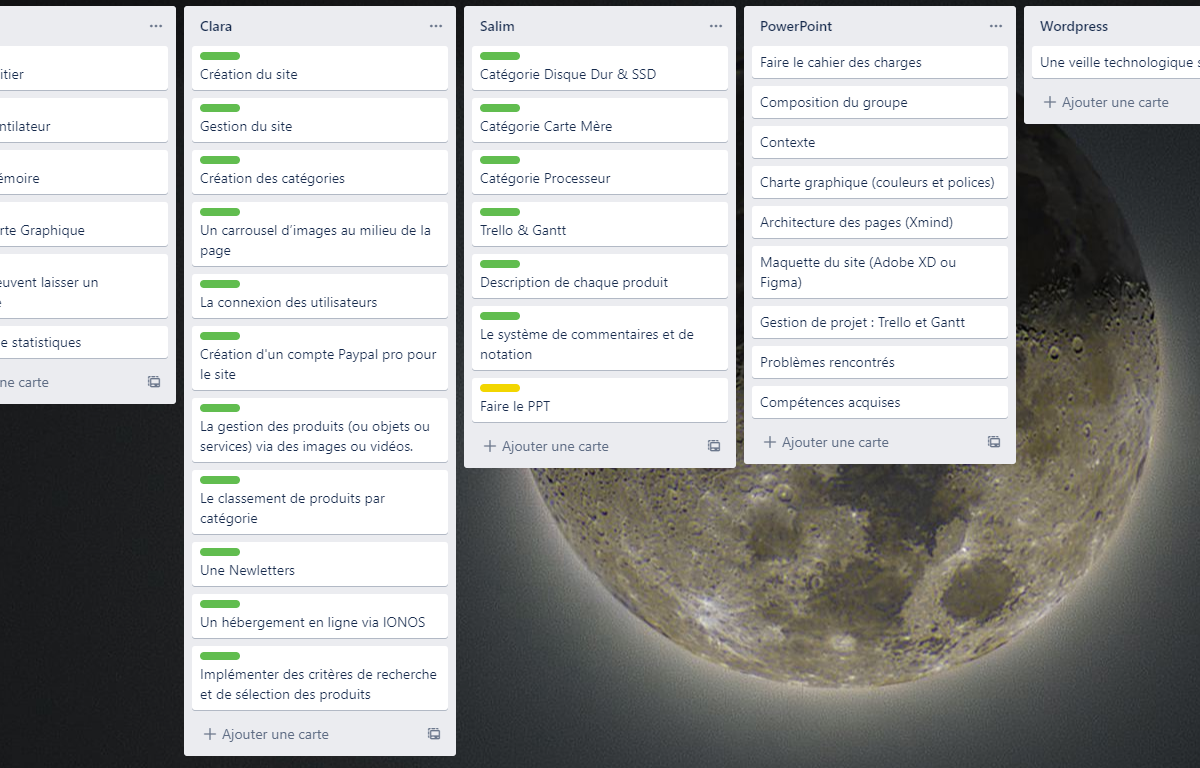 itier
ntilateur
émoire
rte Graphique
euvent laisser un
e statistiques
ne carte
Clara
Création du site
Gestion du site
Création des catégories
Un carrousel d'images au milieu de la
page
La connexion des utilisateurs
Création d'un compte Paypal pro pour
le site
La gestion des produits (ou objets ou
services) via des images ou vidéos.
Le classement de produits par
catégorie
Une Newletters
Un hébergement en ligne via IONOS
Implémenter des critères de recherche
et de sélection des produits
Ajouter une carte
Salim
Catégorie Disque Dur & SSD
Catégorie Carte Mère
Catégorie Processeur
Trello & Gantt
Description de chaque produit
Le système de commentaires et de
notation
Faire le PPT
Ajouter une carte
PowerPoint
Faire le cahier des charges
Composition du groupe
Contexte
Charte graphique (couleurs et polices)
Architecture des pages (Xmind)
Maquette du site (Adobe XD ou
Figma)
Gestion de projet : Trello et Gantt
Problèmes rencontrés
Compétences acquises
Ajouter une carte
Wordpress
Une veille technologique s
Ajouter une carte